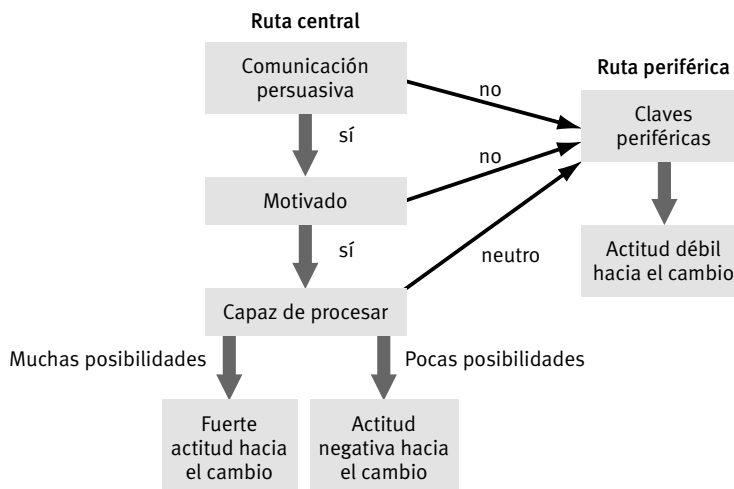 Ruta central
Comunicación
persuasiva
no
Ruta periférica
Claves
periféricas
sí
no
Motivado
sí
neutro
Actitud débil
hacia el cambio
Capaz de procesar
Muchas posibilidades
Pocas posibilidades
Fuerte
actitud hacia
el cambio
Actitud
negativa hacia
el cambio